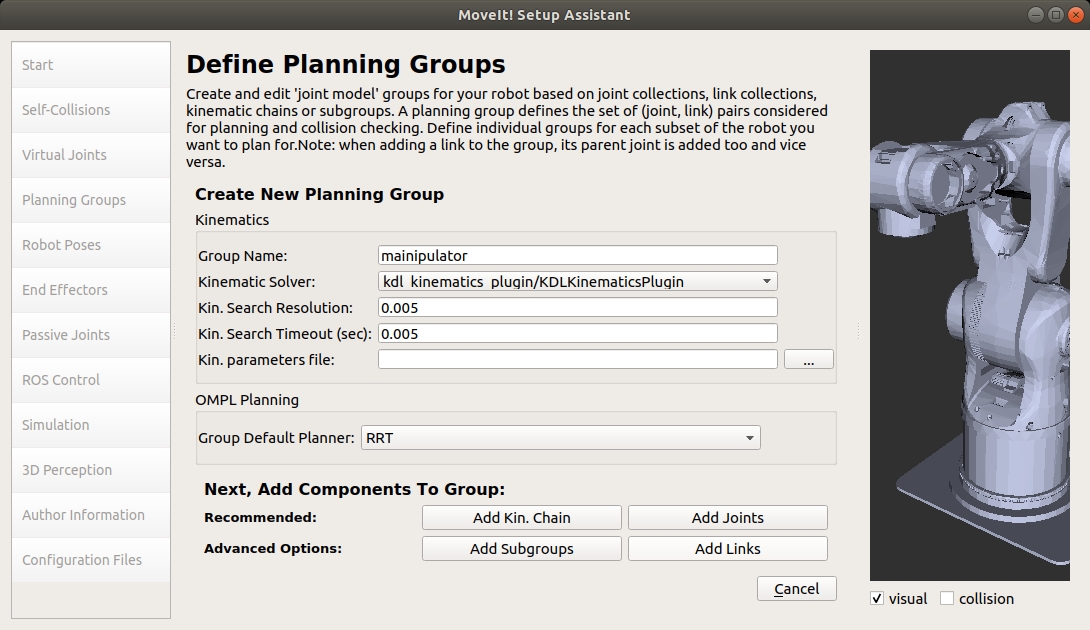 MoveIt! Setup Assistant
Start
Self-Collisions
Virtual Joints
Planning Groups
Robot Poses
End Effectors
Passive Joints
ROS Control
Simulation
3D Perception
Author Information
Configuration Files
Define Planning Groups
Create and edit 'joint model' groups for your robot based on joint collections, link collections,
kinematic chains or subgroups. A planning group defines the set of (joint, link) pairs considered
for planning and collision checking. Define individual groups for each subset of the robot you
want to plan for.Note: when adding a link to the group, its parent joint is added too and vice
versa.
Create New Planning Group
Kinematics
Group Name: mainipulator
Kinematic Solver: kdl_kinematics_plugin/KDLKinematicsPlugin
Kin. Search Resolution: 0.005
Kin. Search Timeout (sec): 0.005
Kin. parameters file: ...
OMPL Planning
Group Default Planner: RRT
Next, Add Components To Group:
Recommended: Add Kin. Chain Add Joints
Advanced Options: Add Subgroups Add Links
Cancel
visual collision